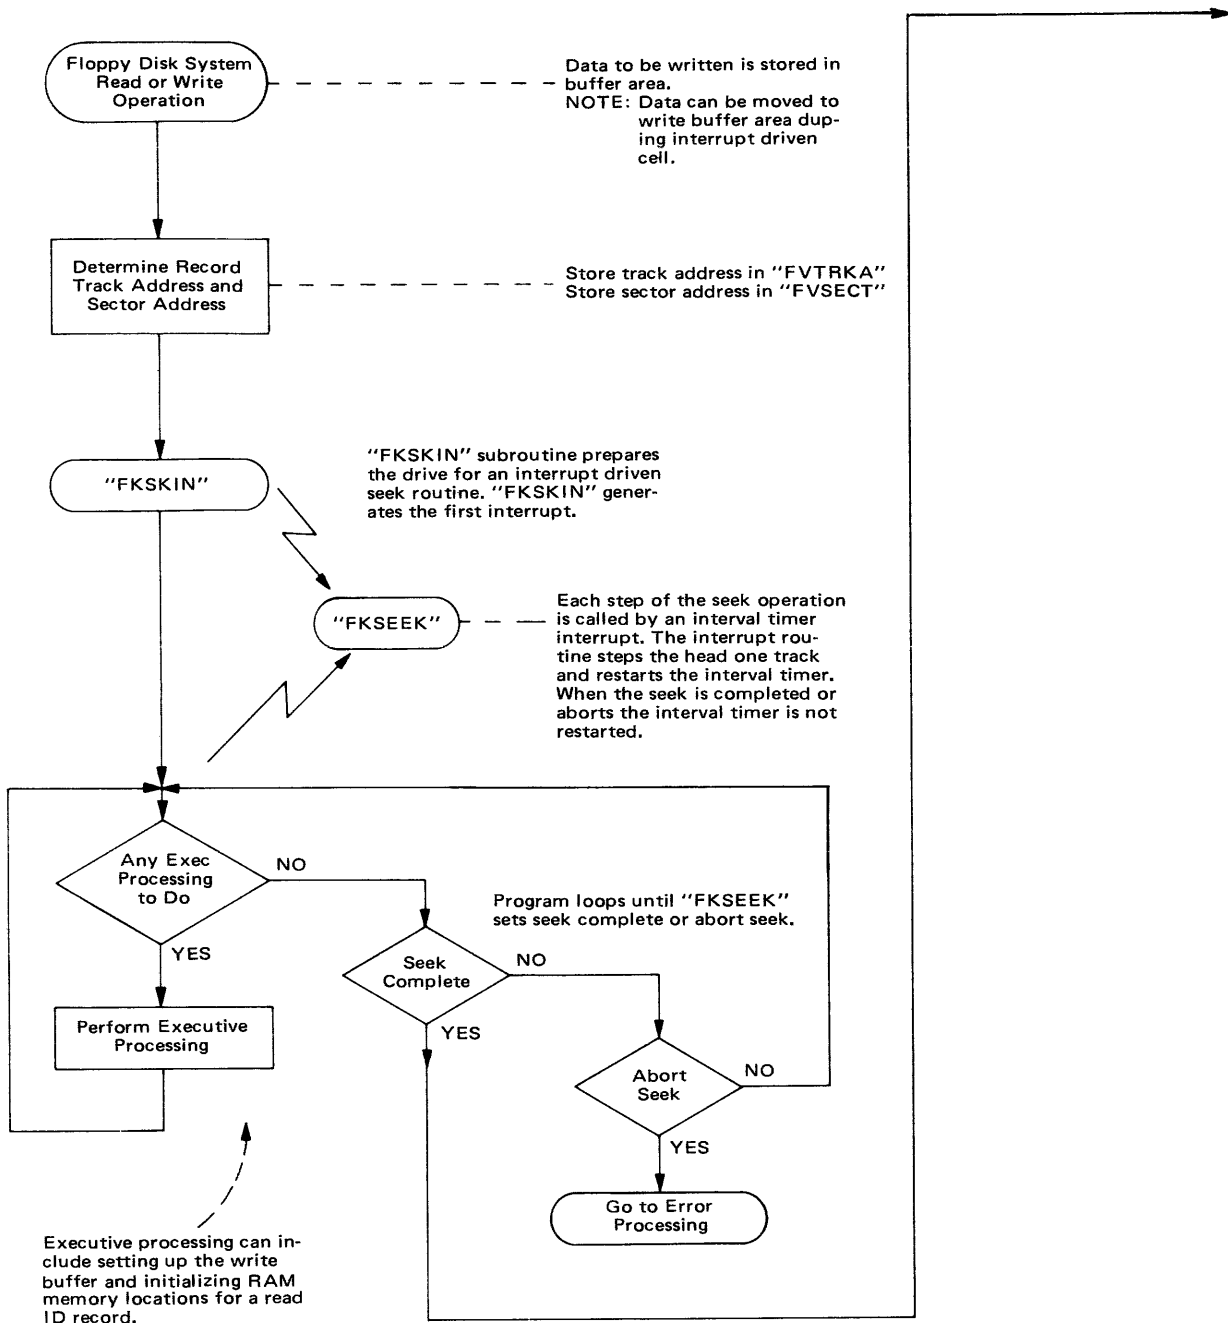 Floppy Disk System
Read or Write
Operation
Data to be written is stored in
buffer area.
NOTE: Data can be moved to
write buffer area dup-
ing interrupt driven
cell.
Determine Record
Track Address and
Sector Address
Store track address in "FVTRKA"
Store sector address in "FVSECT"
"FKSKIN"
"FKSKIN" subroutine prepares
the drive for an interrupt driven
seek routine. "FKSKIN" gener-
ates the first interrupt.
"FKSEEK"
Each step of the seek operation
is called by an interval timer
interrupt. The interrupt rou-
tine steps the head one track
and restarts the interval timer.
When the seek is completed or
aborts the interval timer is not
restarted.
Any Exec
Processing
to Do
NO
YES
Perform Executive
Processing
Program loops until "FKSEEK"
sets seek complete or abort seek.
Seek
Complete
NO
YES
Abort
Seek
NO
YES
Go to Error
Processing
Executive processing can in-
clude setting up the write
buffer and initializing RAM
memory locations for a read
ID record.